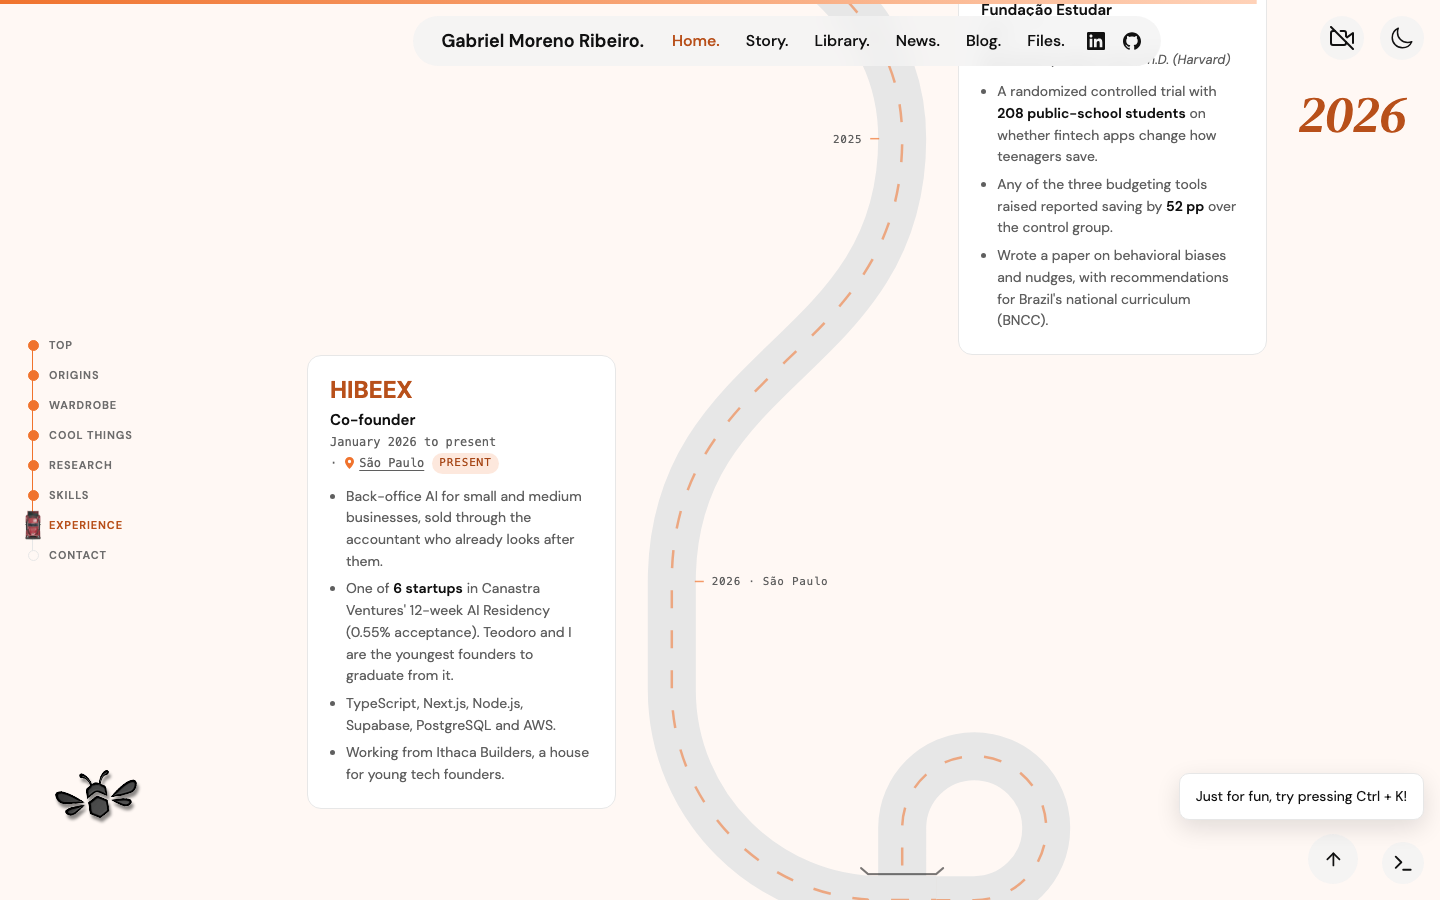 Fundação Estudar
Gabriel Moreno Ribeiro.
Home.
Story.
Library.
News.
Blog.
Files.
(Harvard)
2026
A randomized controlled trial with
208 public-school students on
whether fintech apps change how
teenagers save.
Any of the three budgeting tools
raised reported saving by 52 pp over
the control group.
Wrote a paper on behavioral biases
and nudges, with recommendations
for Brazil's national curriculum
(BNCC).
2025
TOP
ORIGINS
WARDROBE
COOL THINGS
RESEARCH
SKILLS
EXPERIENCE
CONTACT
HIBEEX
Co-founder
January 2026 to present
· São Paulo PRESENT
Back-office AI for small and medium
businesses, sold through the
accountant who already looks after
them.
One of 6 startups in Canastra
Ventures' 12-week AI Residency
(0.55% acceptance). Teodoro and I
are the youngest founders to
graduate from it.
TypeScript, Next.js, Node.js,
Supabase, PostgreSQL and AWS.
Working from Ithaca Builders, a house
for young tech founders.
2026 · São Paulo
Just for fun, try pressing Ctrl + K!